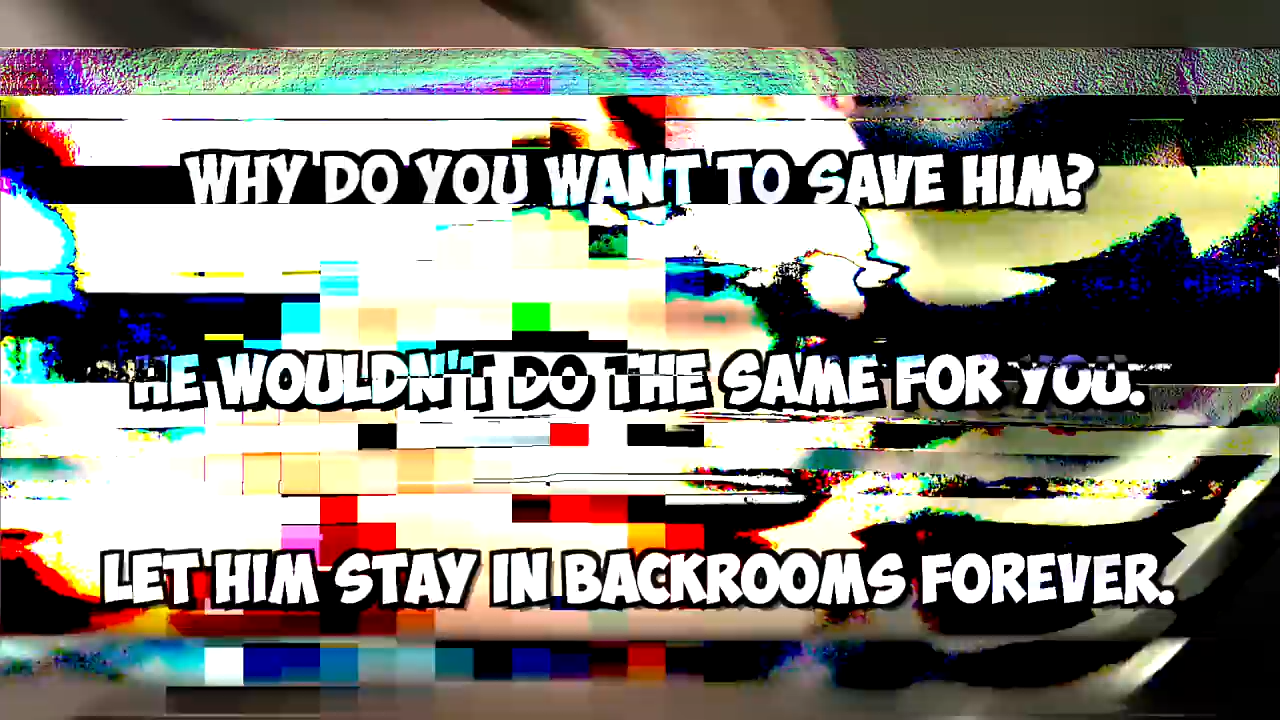 WHY DO YOU WANT TO SAVE HIM?
HE WOULDN'T DO THE SAME FOR YOU.
LET HIM STAY IN BACKROOMS FOREVER.